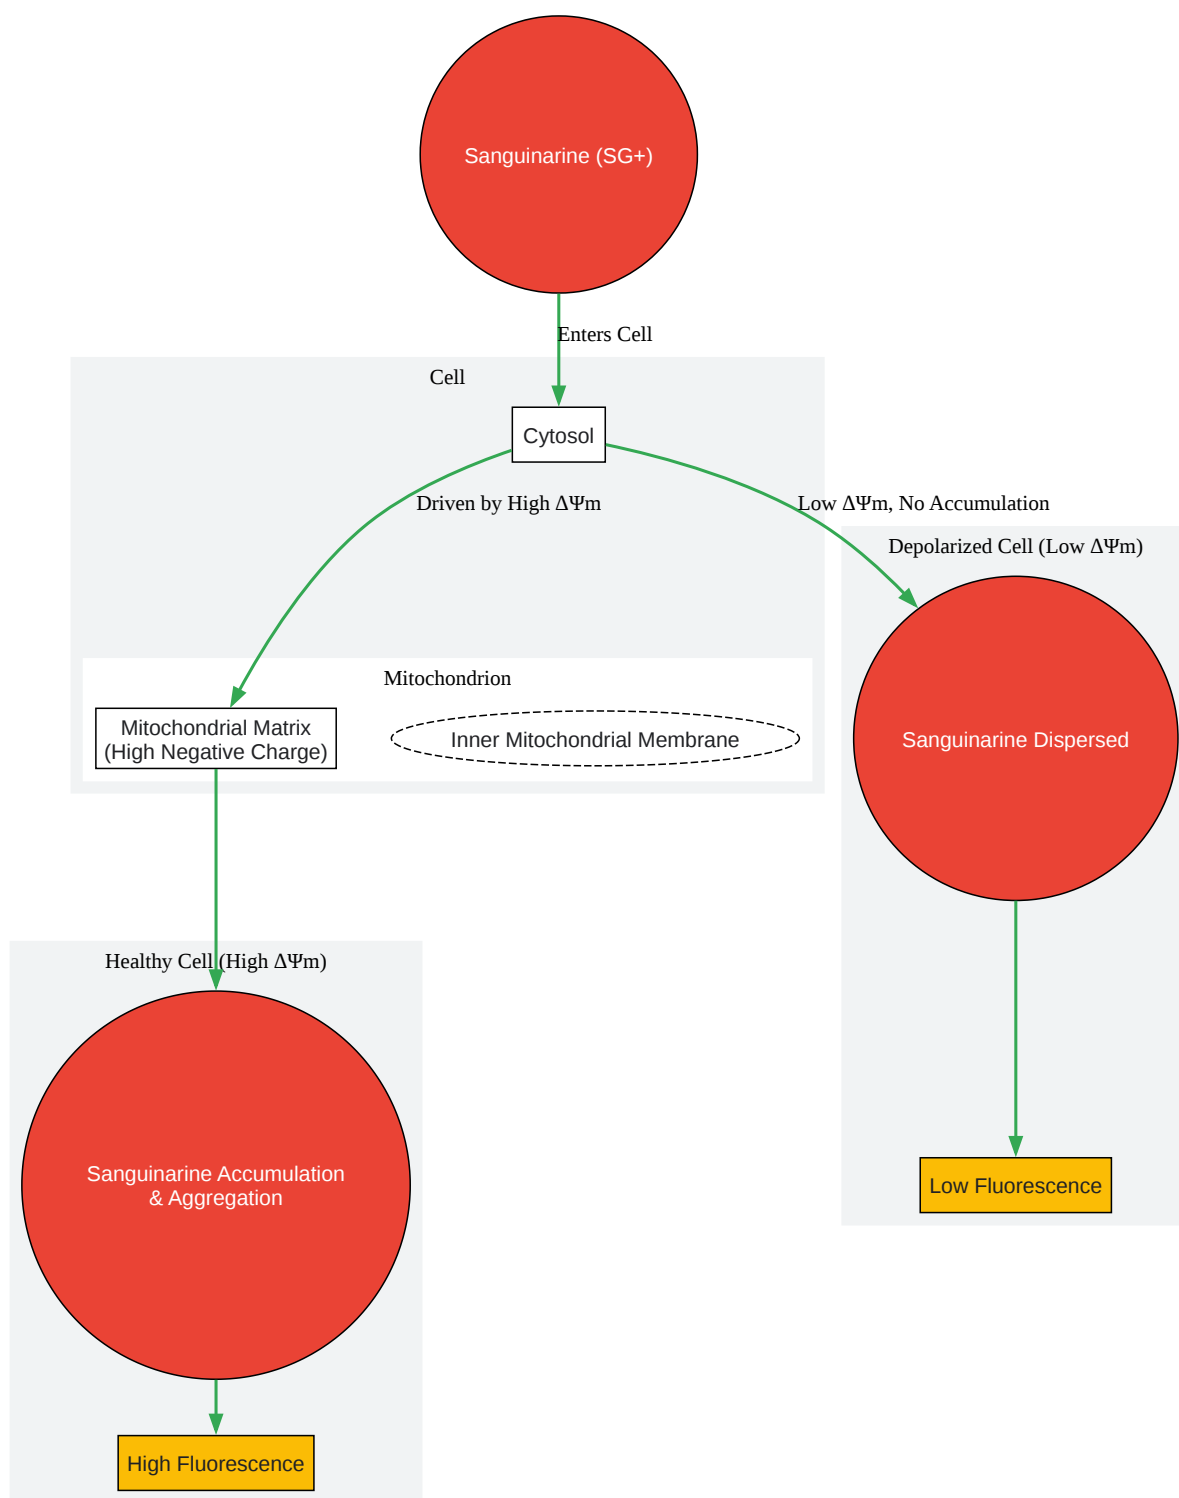 Sanguinarine (SG+)
Enters Cell
Cell
Cytosol
Driven by High ΔΨm
Low ΔΨm, No Accumulation
Depolarized Cell (Low ΔΨm)
Mitochondrion
Mitochondrial Matrix
(High Negative Charge)
Inner Mitochondrial Membrane
Sanguinarine Dispersed
Healthy Cell (High ΔΨm)
Sanguinarine Accumulation
& Aggregation
Low Fluorescence
High Fluorescence